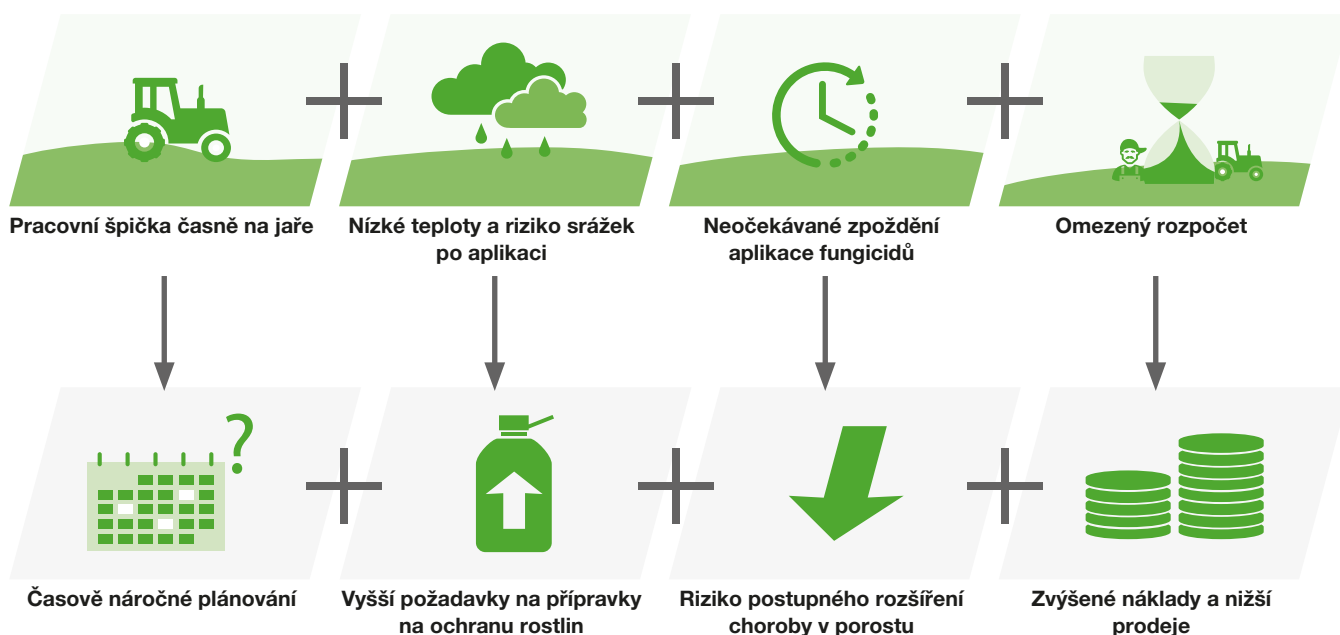 Pracovní špička časně na jaře
Nízké teploty a riziko srážek
po aplikaci
Neočekávané zpoždění
aplikace fungicidů
Omezený rozpočet
?
Časově náročné plánování
Vyšší požadavky na přípravky
na ochranu rostlin
Riziko postupného rozšíření
choroby v porostu
Zvýšené náklady a nižší
prodeje